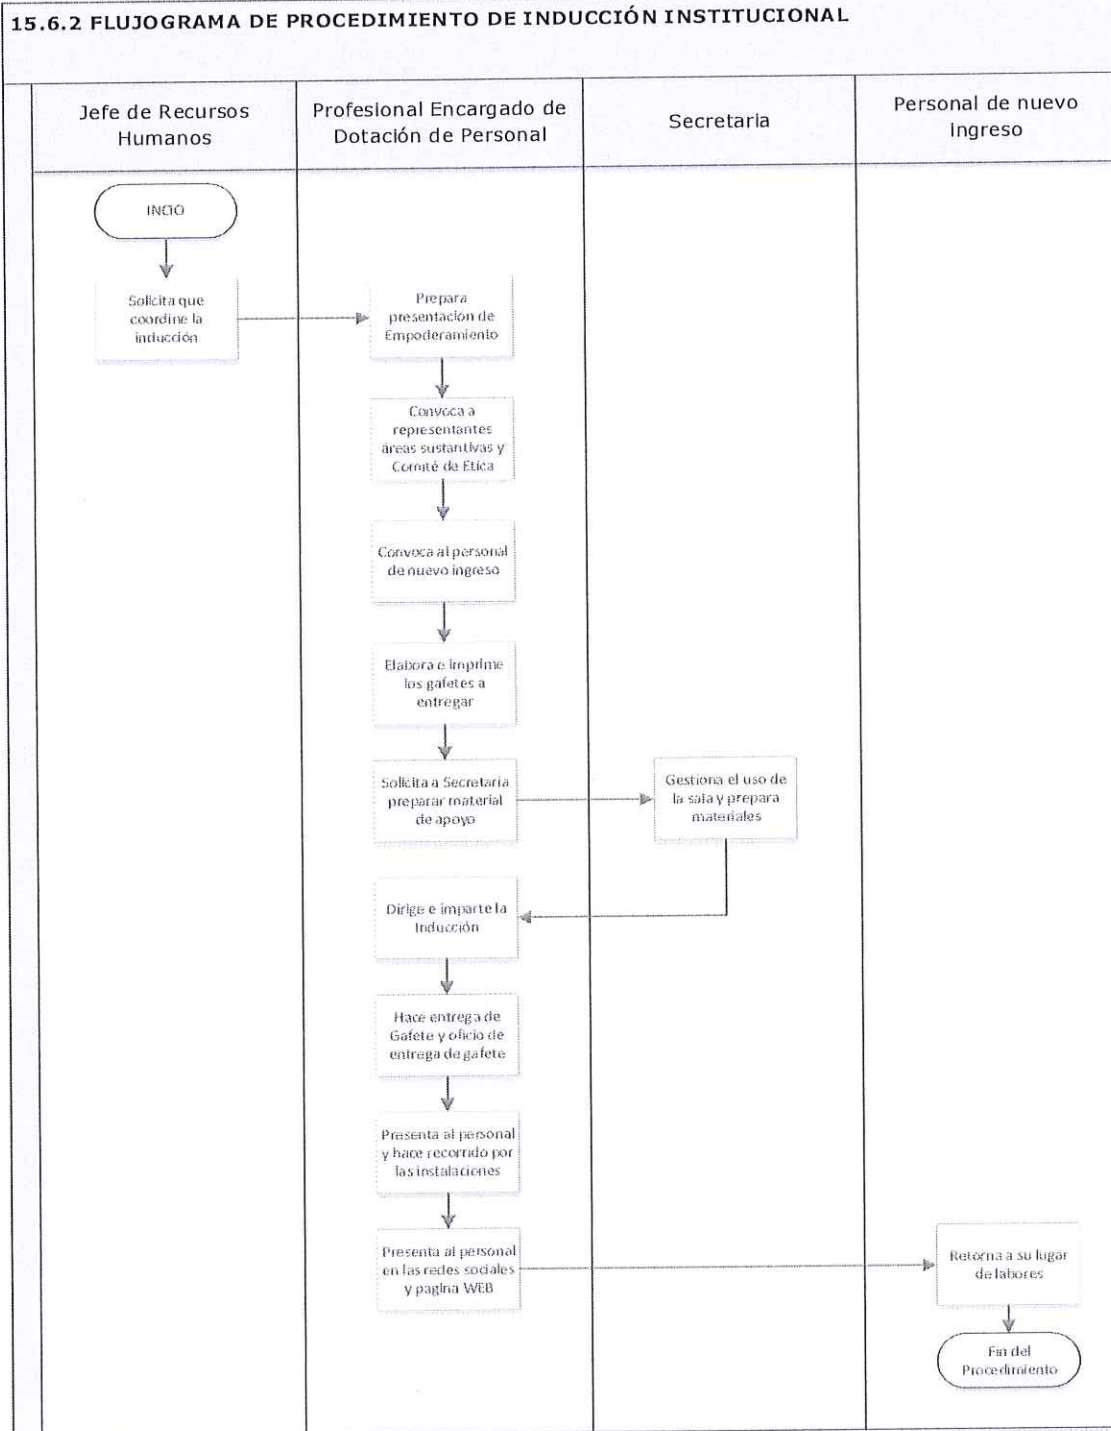 15.6.2 FLUJOGRAMA DE PROCEDIMIENTO DE INDUCCIÓN INSTITUCIONAL
Jefe de Recursos
Humanos
Profesional Encargado de
Dotación de Personal
Secretaria
Personal de nuevo
Ingreso
INCIO
Solicita que
coordine la
inducción
Prepara
presentación de
Empoderamiento
Convoca a
representantes
áreas sustantivas y
Comité de Etica
Convoca al personal
de nuevo ingreso
Elabora e imprime
los gafetes a
entregar
Solicita a Secretaria
preparar material
de apoyo
Gestiona el uso de
la sala y prepara
materiales
Dirige e imparte la
Inducción
Hace entrega de
Gafete y oficio de
entrega de gafete
Presenta al personal
y hace recorrido por
las instalaciones
Presenta al personal
en las redes sociales
y pagina WEB
Retorna a su lugar
de labores
Fin del
Procedimiento